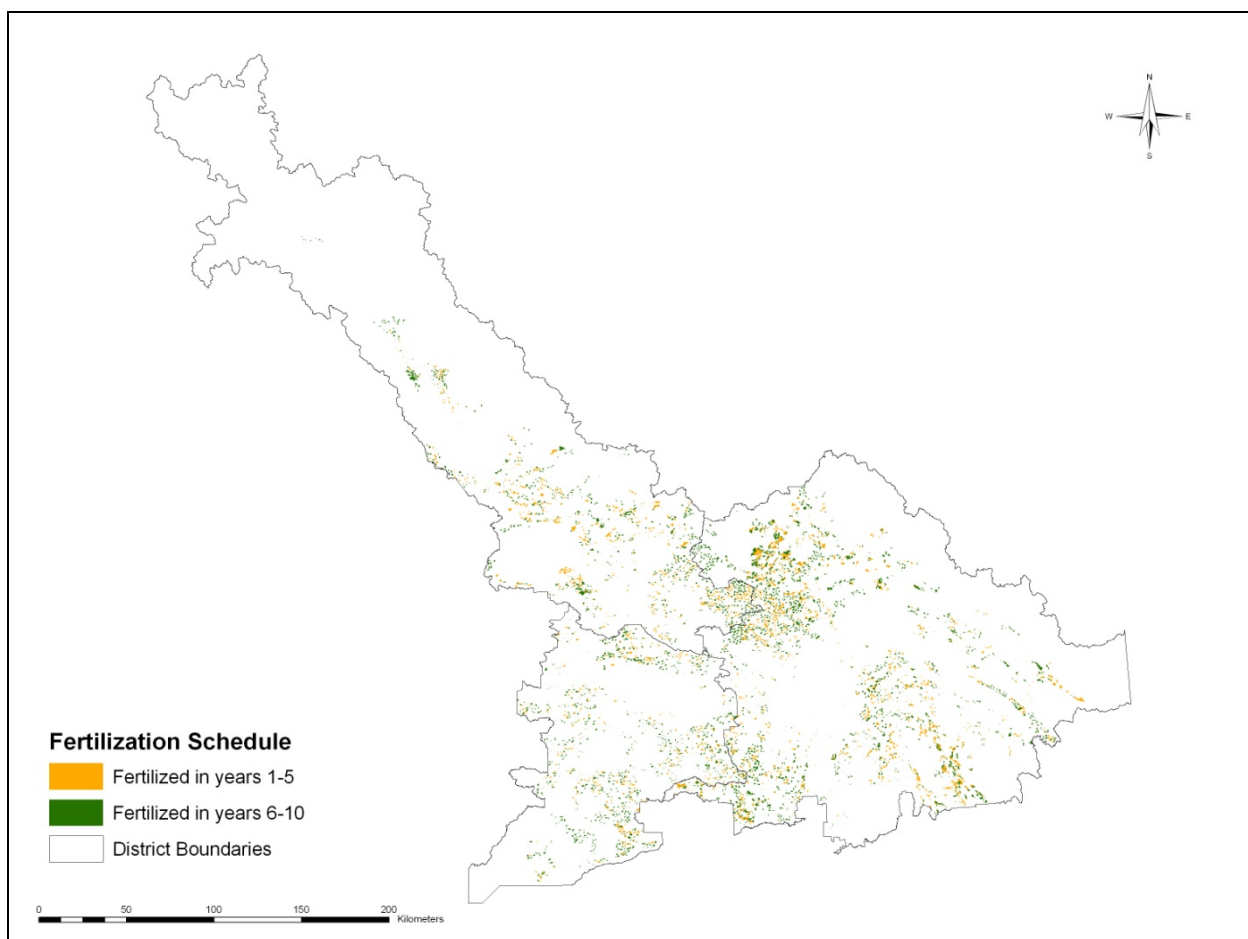 N
W E
S
Fertilization Schedule
Fertilized in years 1-5
Fertilized in years 6-10
District Boundaries
0 50 100 150 200
Kilometers